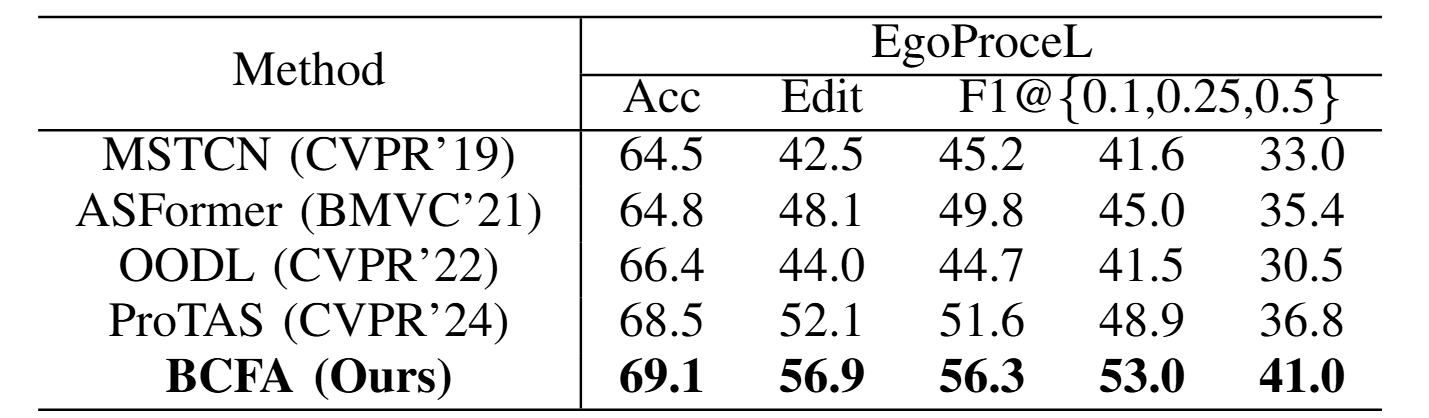 Method EgoProceL
Acc Edit F1@{0.1,0.25,0.5}
MSTCN (CVPR’19) 64.5 42.5 45.2 41.6 33.0
ASFormer (BMVC’21) 64.8 48.1 49.8 45.0 35.4
OODL (CVPR’22) 66.4 44.0 44.7 41.5 30.5
ProTAS (CVPR’24) 68.5 52.1 51.6 48.9 36.8
BCFA (Ours) 69.1 56.9 56.3 53.0 41.0